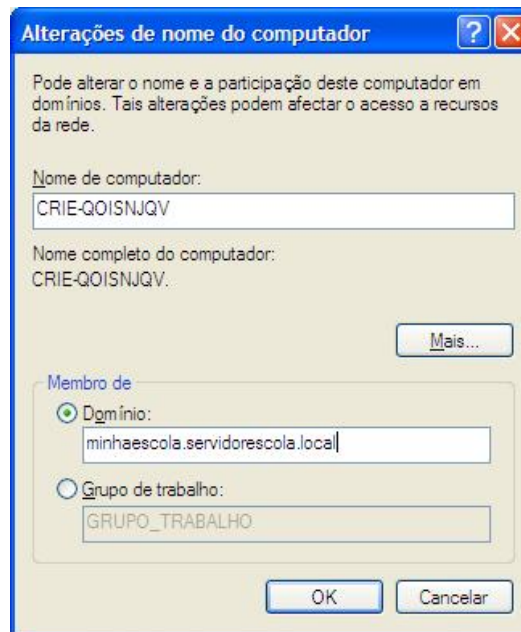 Alterações de nome do computador
Pode alterar o nome e a participação deste computador em
domínios. Tais alterações podem afectar o acesso a recursos
da rede.
Nome de computador:
CRIE-QOISNJQV
Nome completo do computador:
CRIE-QOISNJQV.
Mais...
Membro de
Domínio:
minhaescola.servidorescola.local
Grupo de trabalho:
GRUPO_TRABALHO
OK Cancelar